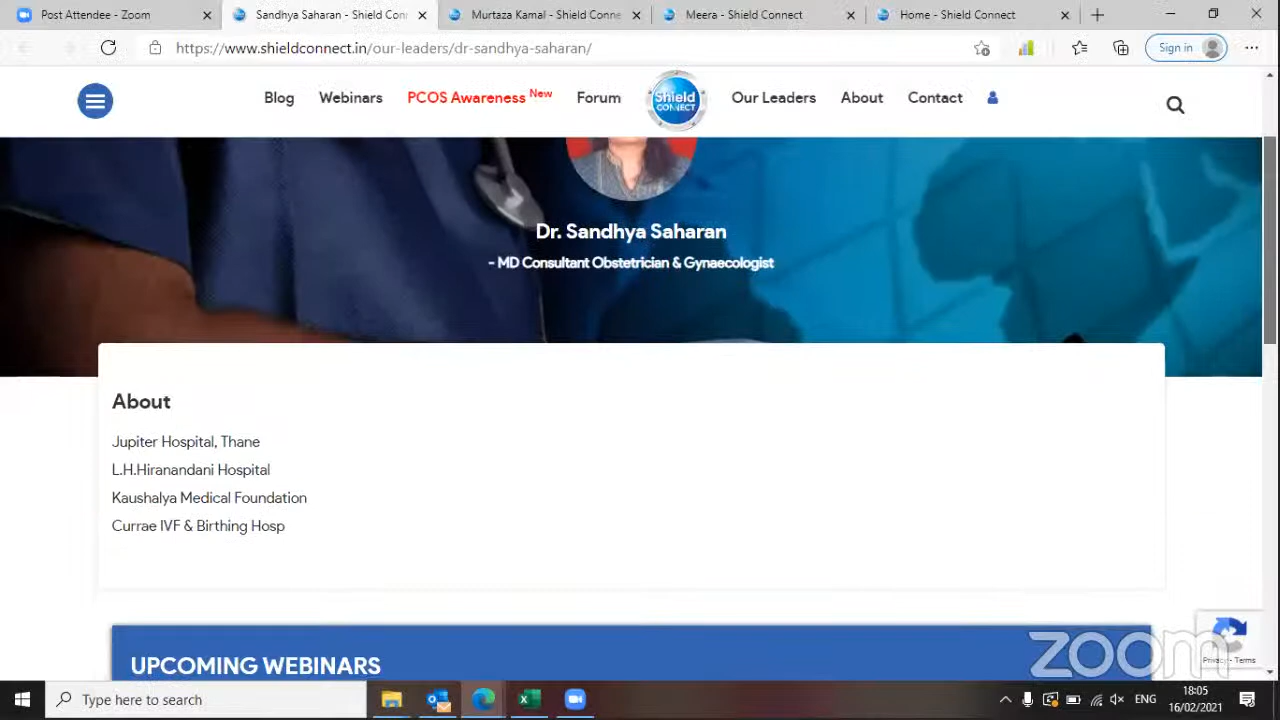 Post Attendee - Zoom
Sandhya Saharan - Shield Con
Murtaza Kamal - Shield Conne
Meera - Shield Connect
Home - Shield Connect
https://www.shieldconnect.in/our-leaders/dr-sandhya-saharan/
Sign in
Blog
Webinars
PCOS Awareness New
Forum
Shield CONNECT
Our Leaders
About
Contact
Dr. Sandhya Saharan
- MD Consultant Obstetrician & Gynaecologist
About
Jupiter Hospital, Thane
L.H.Hiranandani Hospital
Kaushalya Medical Foundation
Currae IVF & Birthing Hosp
UPCOMING WEBINARS
zoom
Privacy - Terms
Type here to search
ENG
18:05
16/02/2021